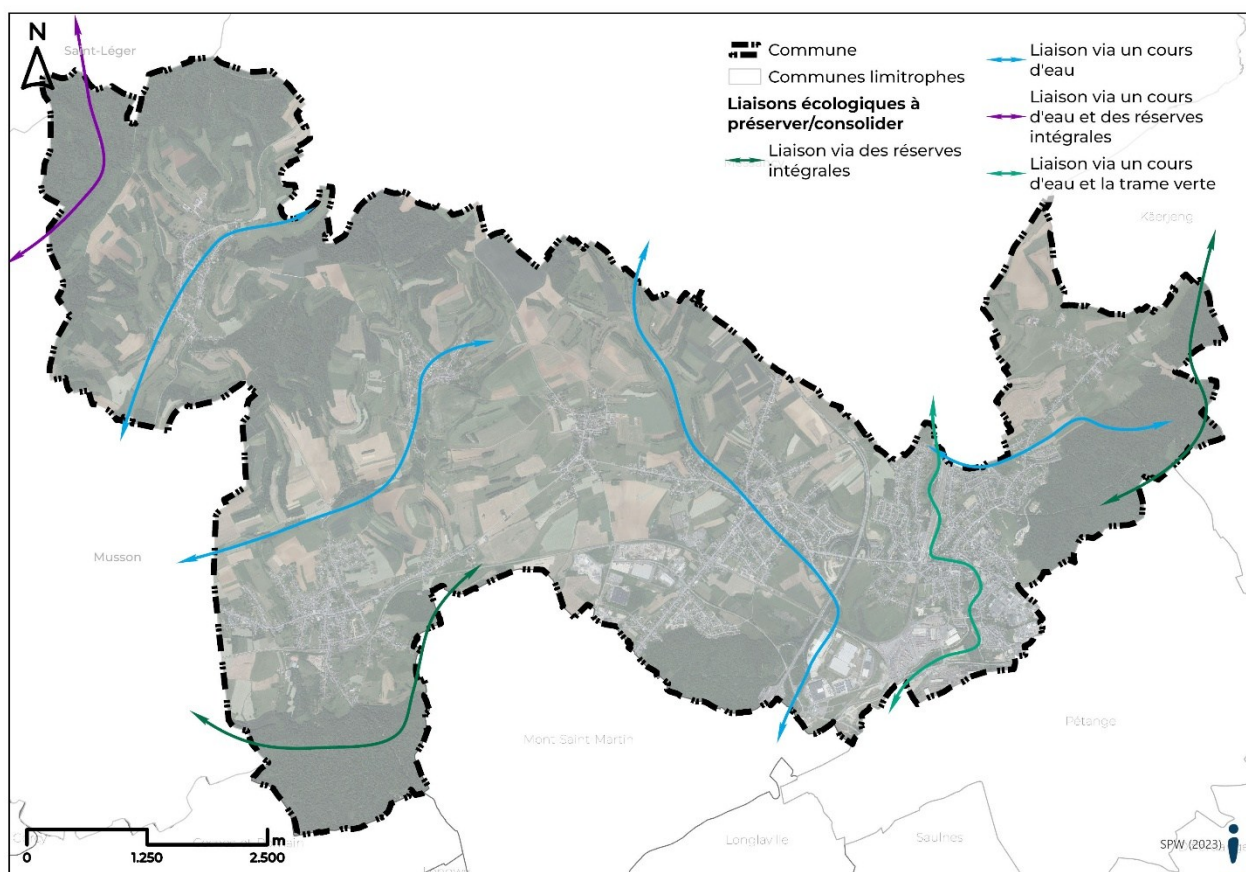 N
Saint-Léger
Commune
Communes limitrophes
Liaisons écologiques à
préserver/consolider
Liaison via des réserves
intégrales
Liaison via un cours
d'eau
Liaison via un cours
d'eau et des réserves
intégrales
Liaison via un cours
d'eau et la trame verte
Käerjeng
Musson
Mont-Saint-Martin
Pétange
Longlaville
Saulnes
m
0
1.250
2.500
SPW (2023)